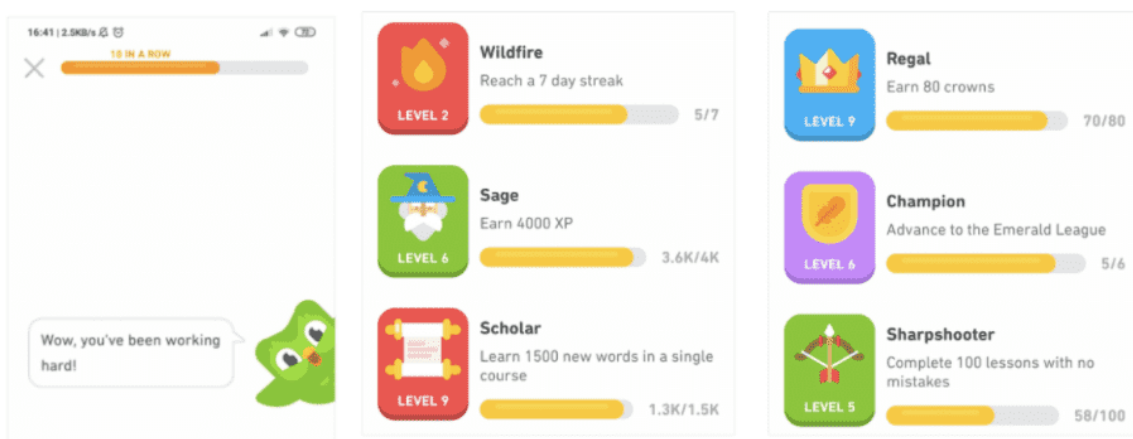 16:41 | 2.5KB/s
18 IN A ROW
Wow, you've been working
hard!
Wildfire
Reach a 7 day streak
LEVEL 2
5/7
Sage
Earn 4000 XP
LEVEL 6
3.6K/4K
Scholar
Learn 1500 new words in a single
course
LEVEL 9
1.3K/1.5K
Regal
Earn 80 crowns
LEVEL 9
70/80
Champion
Advance to the Emerald League
LEVEL 6
5/6
Sharpshooter
Complete 100 lessons with no
mistakes
LEVEL 5
58/100